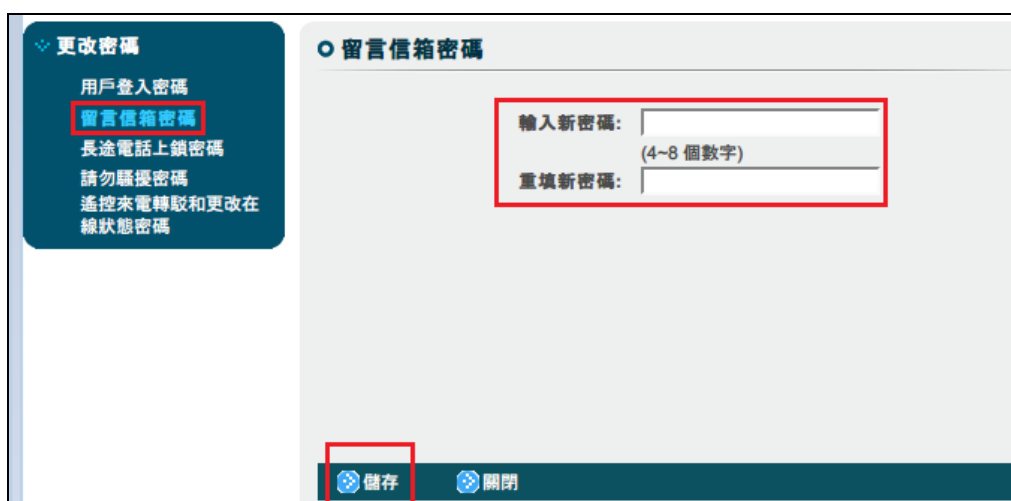 更改密碼
用戶登入密碼
留言信箱密碼
長途電話上鎖密碼
請勿騷擾密碼
遙控來電轉駁和更改在
線狀態密碼
留言信箱密碼
輸入新密碼:
(4~8 個數字)
重填新密碼:
儲存
關閉